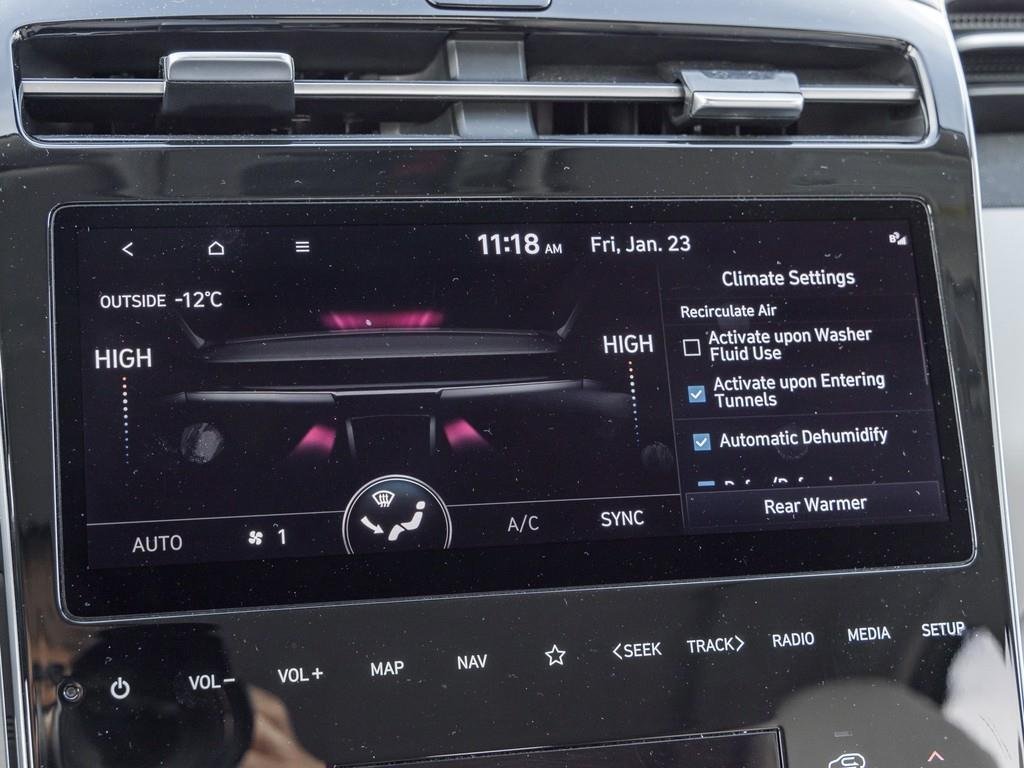 11:18 AM
Fri, Jan. 23
OUTSIDE -12°C
HIGH
HIGH
AUTO
1
A/C
SYNC
Climate Settings
Recirculate Air
Activate upon Washer
Fluid Use
Activate upon Entering
Tunnels
Automatic Dehumidify
Rear Warmer
VOL-
VOL+
MAP
NAV
<SEEK
TRACK>
RADIO
MEDIA
SETUP